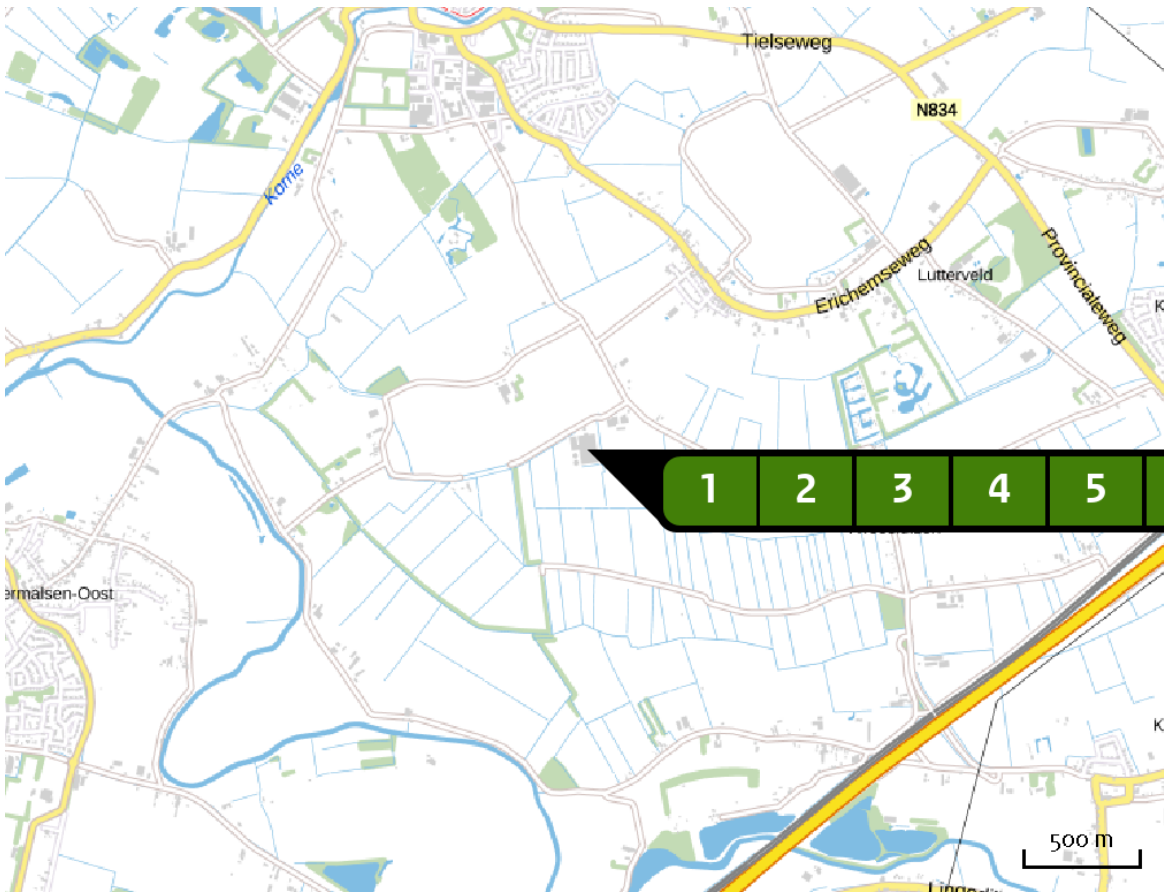 Tielseweg
N834
Korne
Erichemseweg
Lutterveld
Provincialeweg
K
1 2 3 4 5
ermalsen-Oost
K
500 m